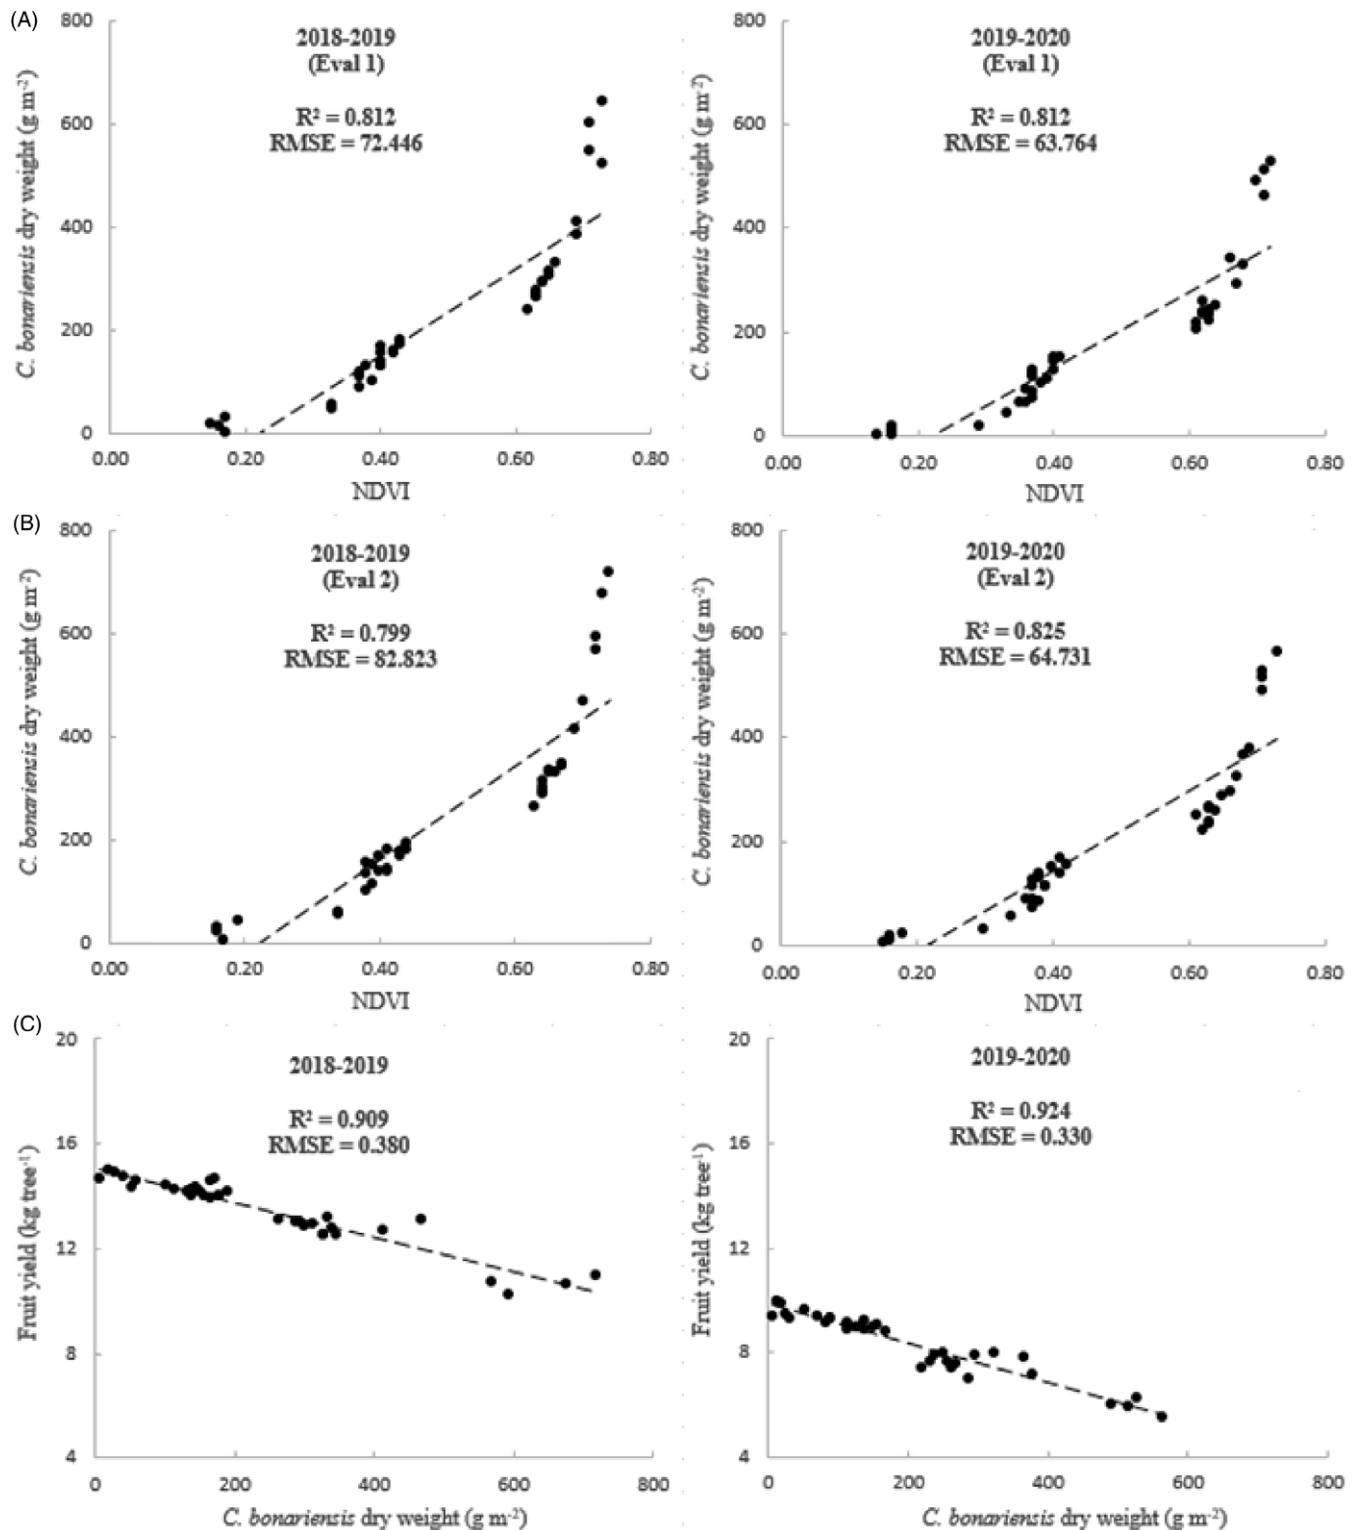 (A)
800
600
400
200
0
0.00 0.20 0.40 0.60 0.80
NDVI
C. bonariensis dry weight (g m-2)
2018-2019
(Eval 1)
R² = 0.812
RMSE = 72.446
800
600
400
200
0
0.00 0.20 0.40 0.60 0.80
NDVI
C. bonariensis dry weight (g m-2)
2019-2020
(Eval 1)
R² = 0.812
RMSE = 63.764
(B)
800
600
400
200
0
0.00 0.20 0.40 0.60 0.80
NDVI
C. bonariensis dry weight (g m-2)
2018-2019
(Eval 2)
R² = 0.799
RMSE = 82.823
800
600
400
200
0
0.00 0.20 0.40 0.60 0.80
NDVI
C. bonariensis dry weight (g m-2)
2019-2020
(Eval 2)
R² = 0.825
RMSE = 64.731
(C)
20
16
12
8
4
0 200 400 600 800
C. bonariensis dry weight (g m-2)
Fruit yield (kg tree-1)
2018-2019
R² = 0.909
RMSE = 0.380
20
16
12
8
4
0 200 400 600 800
C. bonariensis dry weight (g m-2)
Fruit yield (kg tree-1)
2019-2020
R² = 0.924
RMSE = 0.330